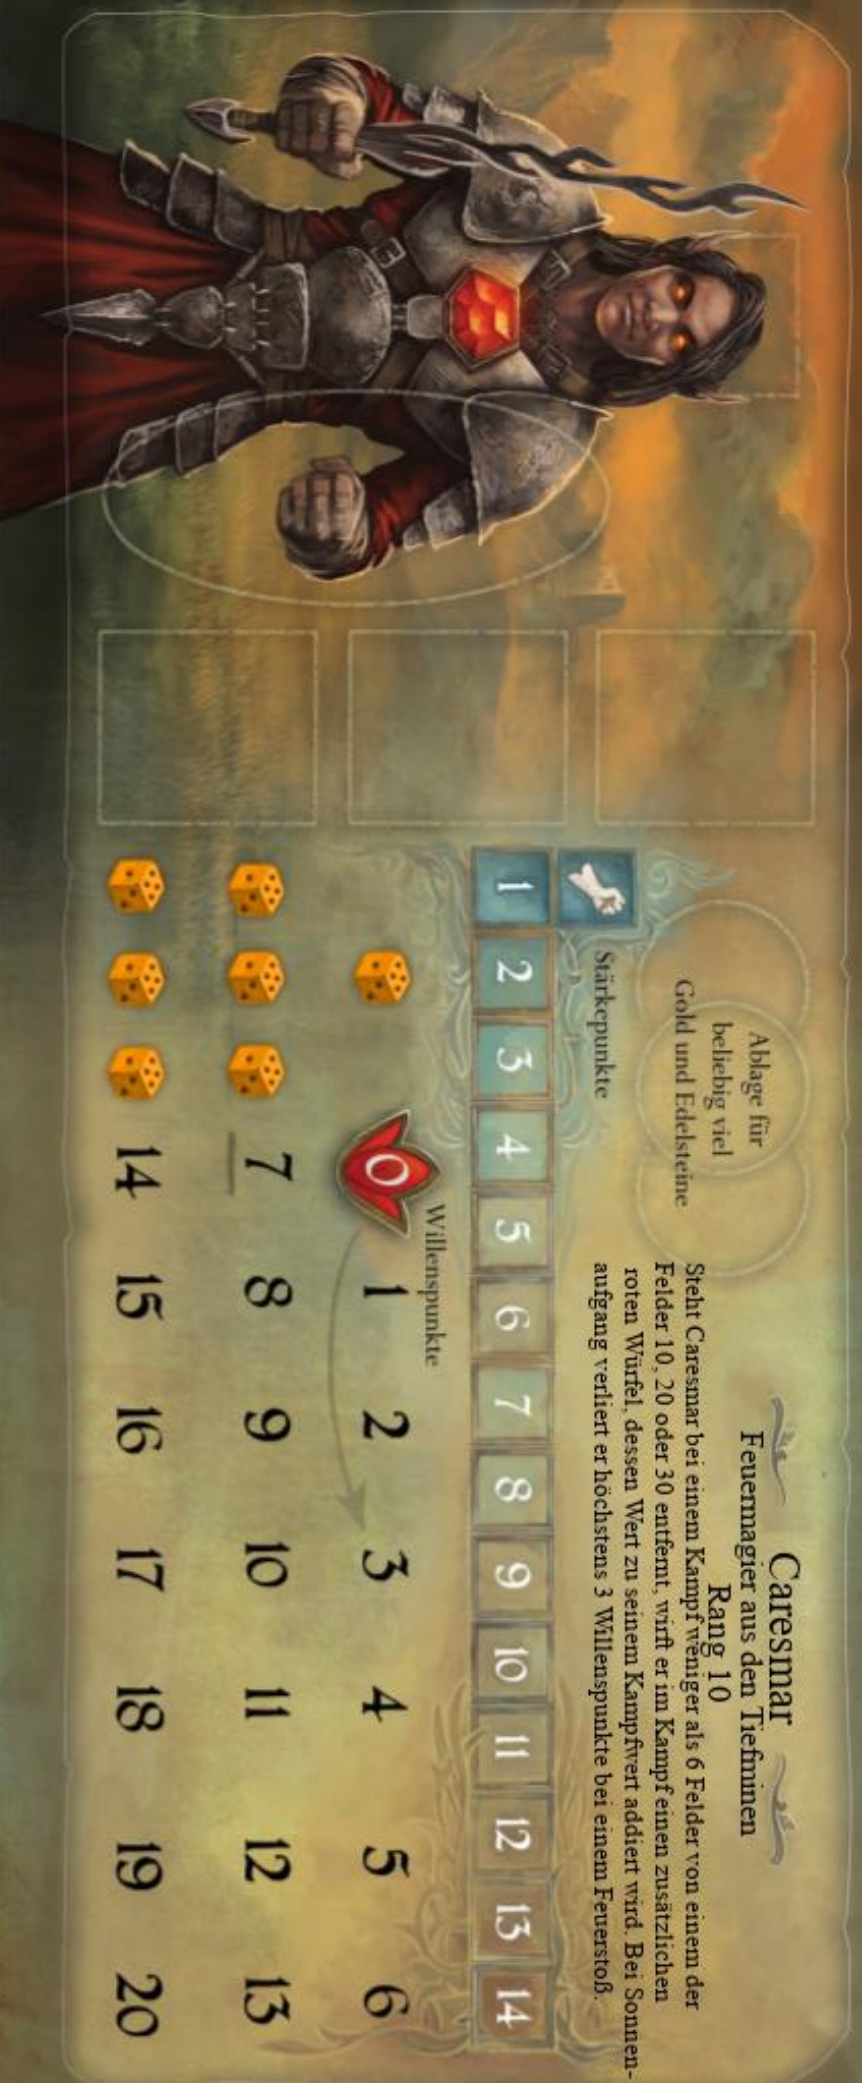 Caresmar
Feuermagier aus den Tiefminen
Rang 10
Steht Caresmar bei einem Kampf weniger als 6 Felder von einem der
Felder 10, 20 oder 30 entfernt, wirft er im Kampf einen zusätzlichen
roten Würfel, dessen Wert zu seinem Kampfwert addiert wird. Bei Sonnen-
aufgang verliert er höchstens 3 Willenspunkte bei einem Feuerstoß.
Ablage für
beliebig viel
Gold und Edelsteine
Stärkepunkte
1 2 3 4 5 6 7 8 9 10 11 12 13 14
Willenspunkte
0 1 2 3 4 5 6
7 8 9 10 11 12 13
14 15 16 17 18 19 20